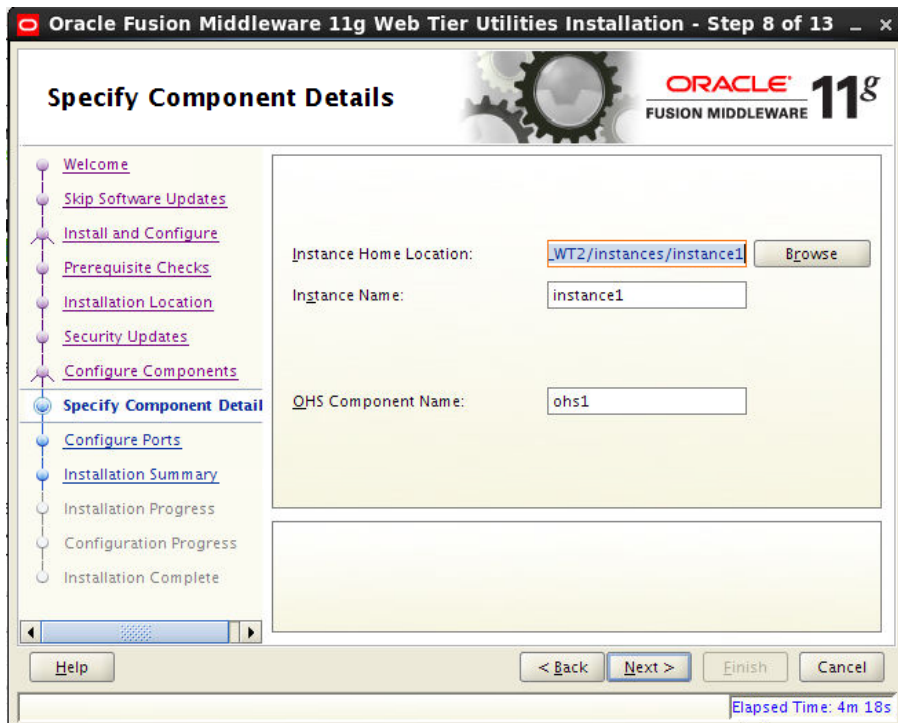 Oracle Fusion Middleware 11g Web Tier Utilities Installation - Step 8 of 13
Specify Component Details
ORACLE
FUSION MIDDLEWARE
11g
Welcome
Skip Software Updates
Install and Configure
Prerequisite Checks
Installation Location
Security Updates
Configure Components
Specify Component Detail
Configure Ports
Installation Summary
Installation Progress
Configuration Progress
Installation Complete
Instance Home Location: _WT2/instances/instance1 Browse
Instance Name: instance1
OHS Component Name: ohs1
Help < Back Next > Finish Cancel
Elapsed Time: 4m 18s